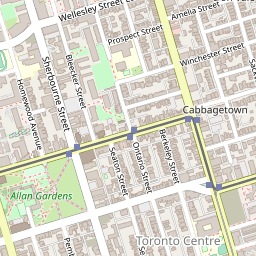 Wellesley Street E
Amelia Street
Prospect Street
Winchester Street
Sherbourne Street
Bleecker Street
Homewood Avenue
Cabbagetown
Seaton Street
Ontario Street
Berkeley Street
Allan Gardens
Toronto Centre